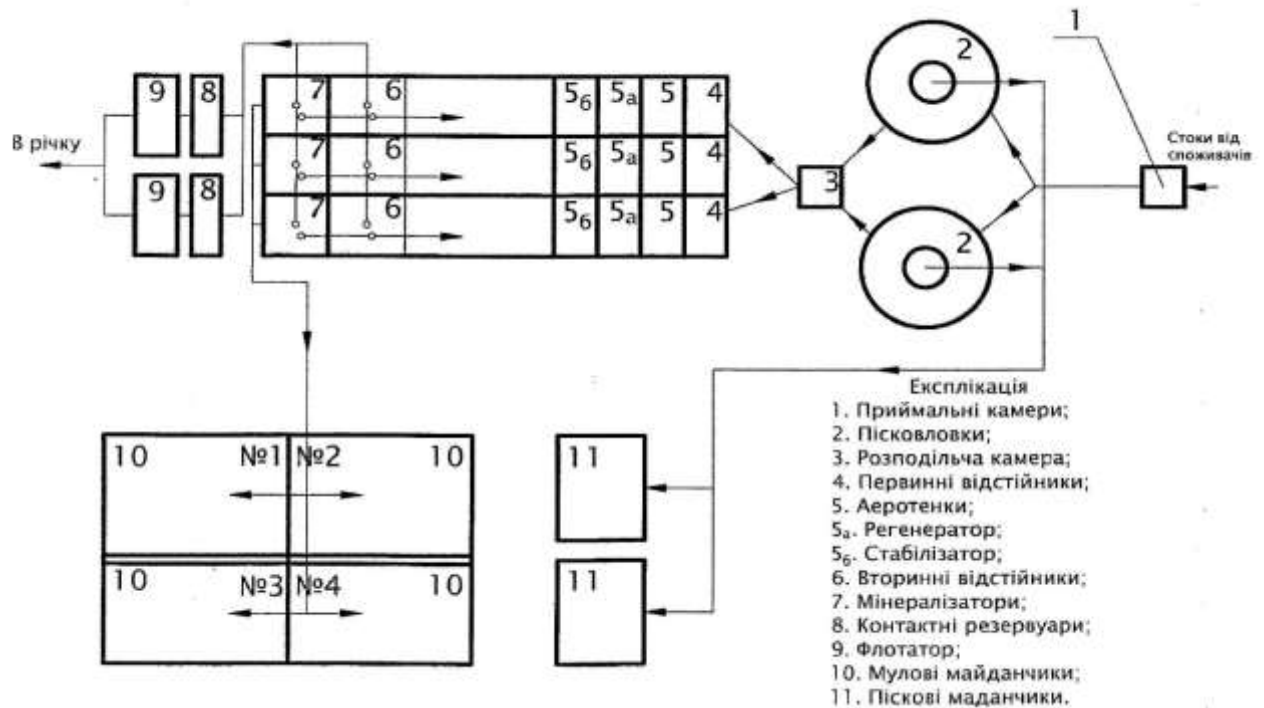 1
2
Стоки від
споживачів
3
2
7 6 5б 5а 5 4
7 6 5б 5а 5 4
7 6 5б 5а 5 4
9 8
9 8
В річку
10 №1 №2 10
10 №3 №4 10
11
11
Експлікація
1. Приймальні камери;
2. Пісковловки;
3. Розподільча камера;
4. Первинні відстійники;
5. Аеротенки;
5а. Регенератор;
5б. Стабілізатор;
6. Вторинні відстійники;
7. Мінералізатори;
8. Контактні резервуари;
9. Флотатор;
10. Мулові майданчики;
11. Піскові маданчики.